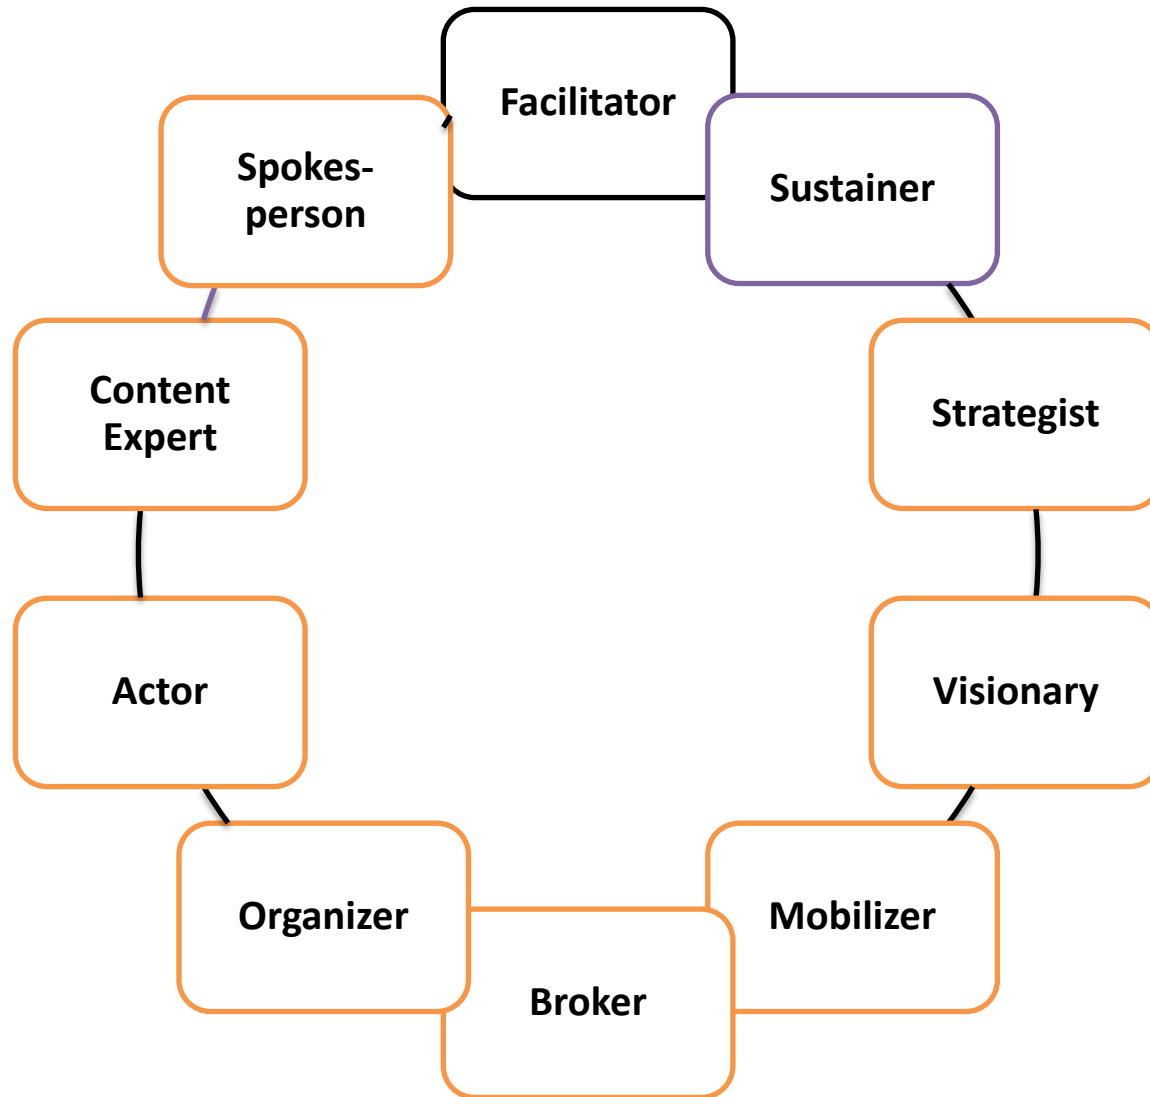 Facilitator
Sustainer
Strategist
Visionary
Mobilizer
Broker
Organizer
Actor
Content
Expert
Spokes-
person